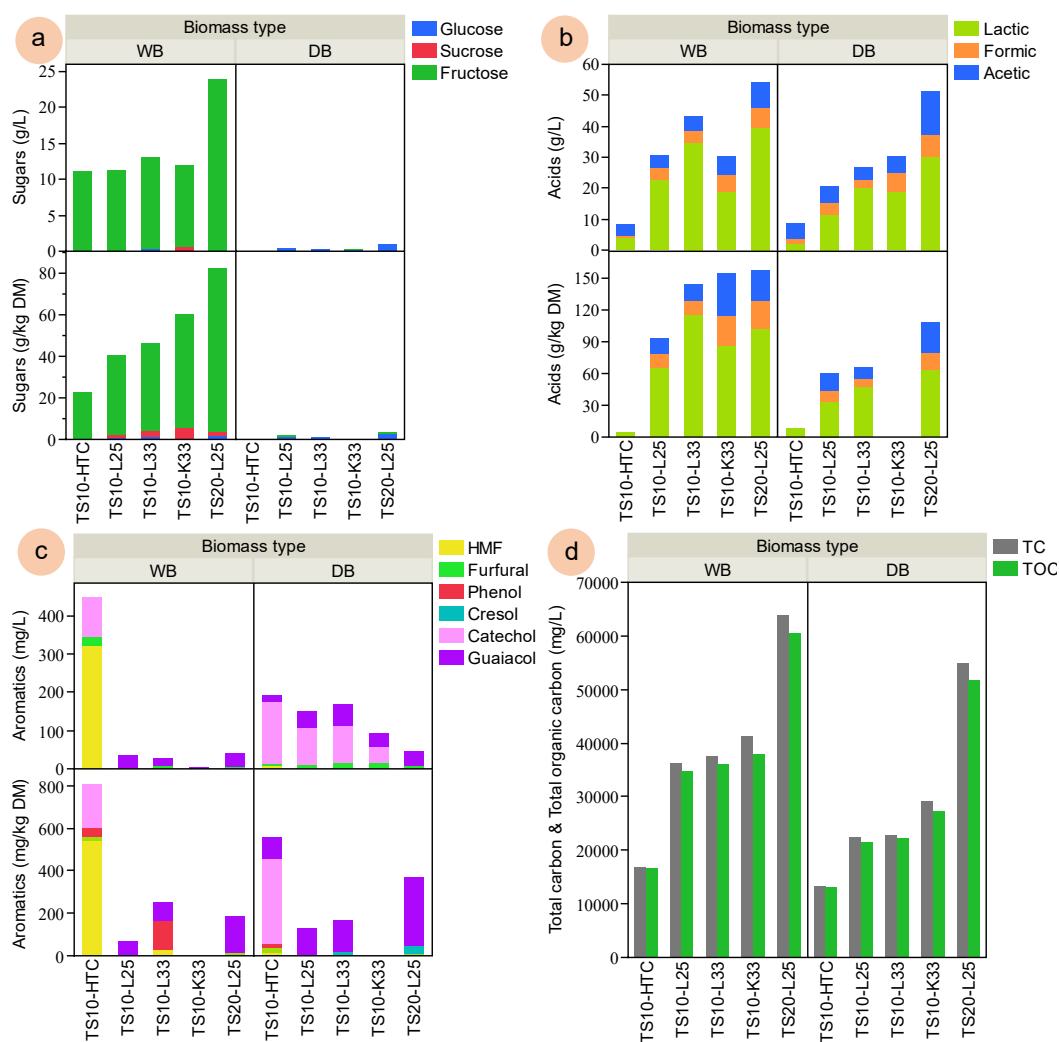 a
Biomass type
WB DB
Glucose
Sucrose
Fructose
Sugars (g/L)
25
20
15
10
5
0
Sugars (g/kg DM)
80
60
40
20
0
TS10-HTC TS10-L25 TS10-L33 TS10-K33 TS20-L25 TS10-HTC TS10-L25 TS10-L33 TS10-K33 TS20-L25
b
Biomass type
WB DB
Lactic
Formic
Acetic
Acids (g/L)
60
50
40
30
20
10
0
Acids (g/kg DM)
150
120
90
60
30
0
TS10-HTC TS10-L25 TS10-L33 TS10-K33 TS20-L25 TS10-HTC TS10-L25 TS10-L33 TS10-K33 TS20-L25
c
Biomass type
WB DB
HMF
Furfural
Phenol
Cresol
Catechol
Guaiacol
Aromatics (mg/L)
400
300
200
100
0
Aromatics (mg/kg DM)
800
600
400
200
0
TS10-HTC TS10-L25 TS10-L33 TS10-K33 TS20-L25 TS10-HTC TS10-L25 TS10-L33 TS10-K33 TS20-L25
d
Biomass type
WB DB
TC
TOC
Total carbon & Total organic carbon (mg/L)
70000
60000
50000
40000
30000
20000
10000
0
TS10-HTC TS10-L25 TS10-L33 TS10-K33 TS20-L25 TS10-HTC TS10-L25 TS10-L33 TS10-K33 TS20-L25